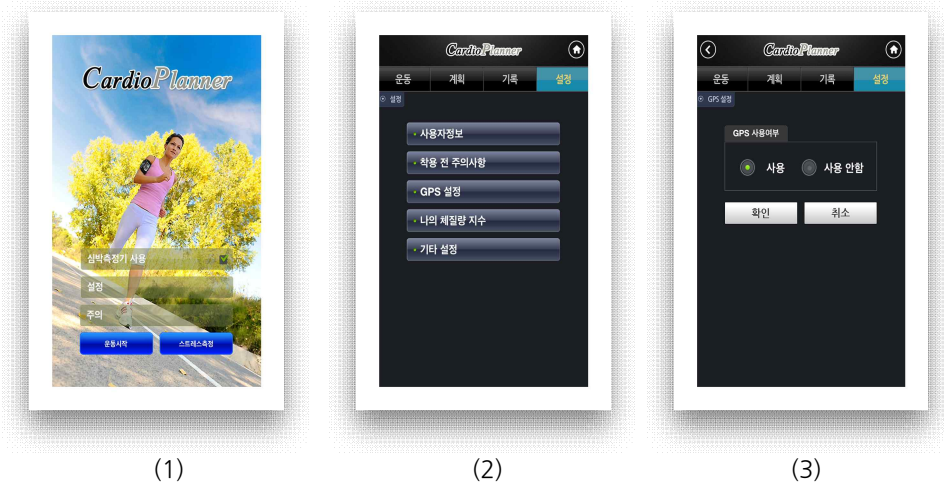 CardioPlanner
심박측정기 사용
설정
주의
운동시작 스트레스측정
(1)
CardioPlanner
운동 계획 기록 설정
설정
사용자정보
착용 전 주의사항
GPS 설정
나의 체질량 지수
기타 설정
(2)
CardioPlanner
운동 계획 기록 설정
GPS 설정
GPS 사용여부
사용 사용 안함
확인 취소
(3)